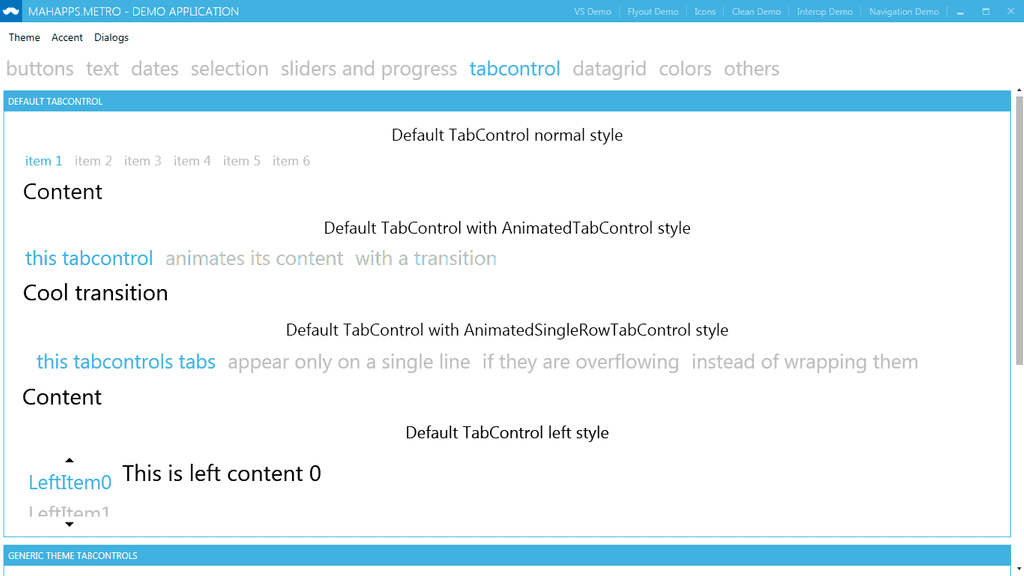 MAHAPPS.METRO - DEMO APPLICATION VS Demo Flyout Demo Icons Clean Demo Interop Demo Navigation Demo
Theme Accent Dialogs
buttons text dates selection sliders and progress tabcontrol datagrid colors others
DEFAULT TABCONTROL
Default TabControl normal style
item 1 item 2 item 3 item 4 item 5 item 6
Content
Default TabControl with AnimatedTabControl style
this tabcontrol animates its content with a transition
Cool transition
Default TabControl with AnimatedSingleRowTabControl style
this tabcontrols tabs appear only on a single line if they are overflowing instead of wrapping them
Content
Default TabControl left style
This is left content 0
LeftItem0
LeftItem1
GENERIC THEME TABCONTROLS